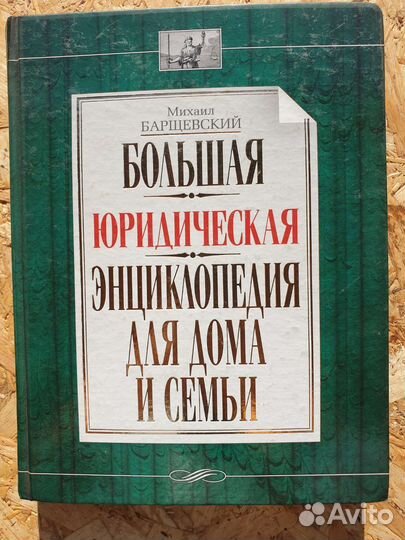 Михаил
БАРЩЕВСКИЙ
БОЛЬШАЯ
ЮРИДИЧЕСКАЯ
ЭНЦИКЛОПЕДИЯ
ДЛЯ ДОМА
И СЕМЬИ
Avito